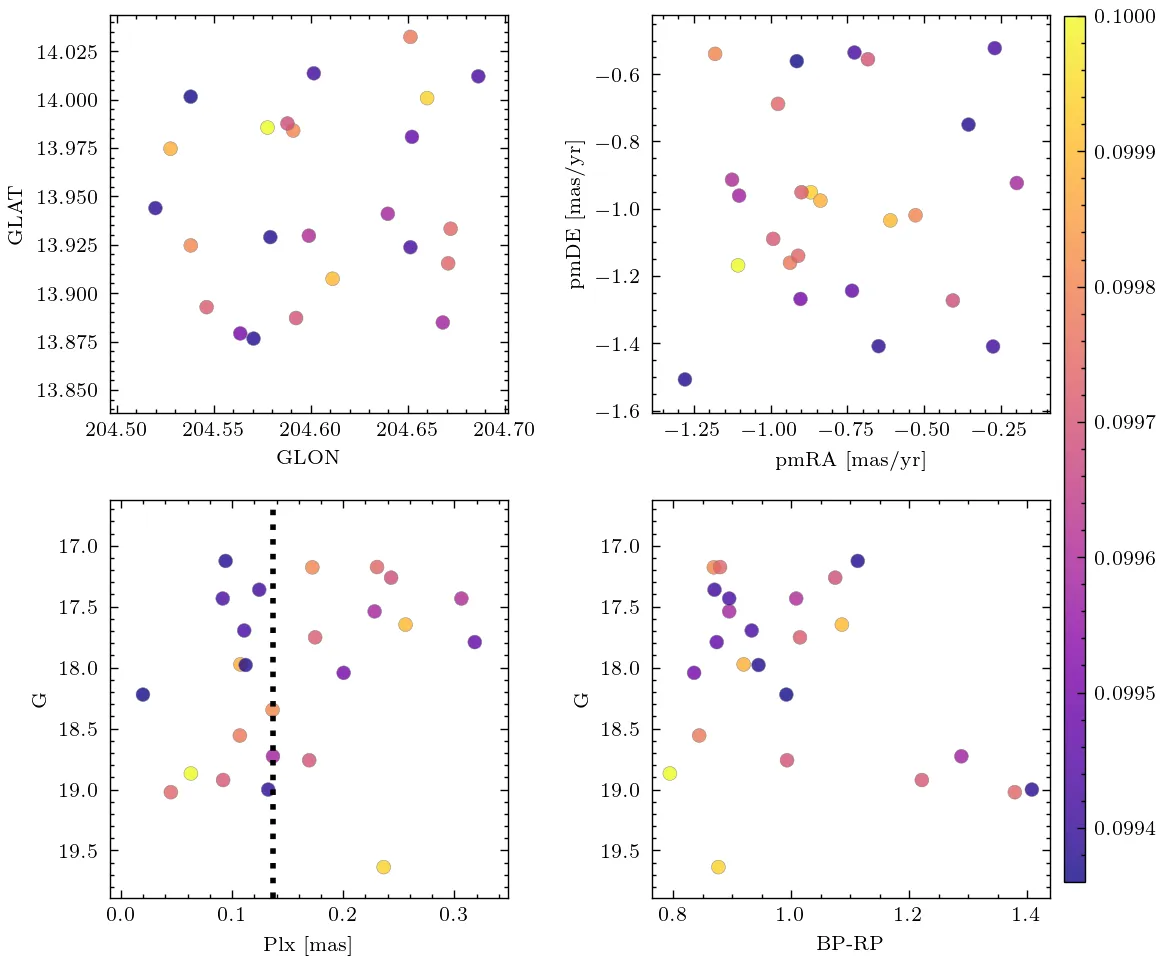 14.025
14.000
13.975
13.950
13.925
13.900
13.875
13.850
GLAT
204.50 204.55 204.60 204.65 204.70
GLON
−0.6
−0.8
−1.0
−1.2
−1.4
−1.6
pmDE [mas/yr]
−1.25 −1.00 −0.75 −0.50 −0.25
pmRA [mas/yr]
0.1000
0.0999
0.0998
0.0997
0.0996
0.0995
0.0994
17.0
17.5
18.0
18.5
19.0
19.5
G
0.0 0.1 0.2 0.3
Plx [mas]
17.0
17.5
18.0
18.5
19.0
19.5
G
0.8 1.0 1.2 1.4
BP-RP